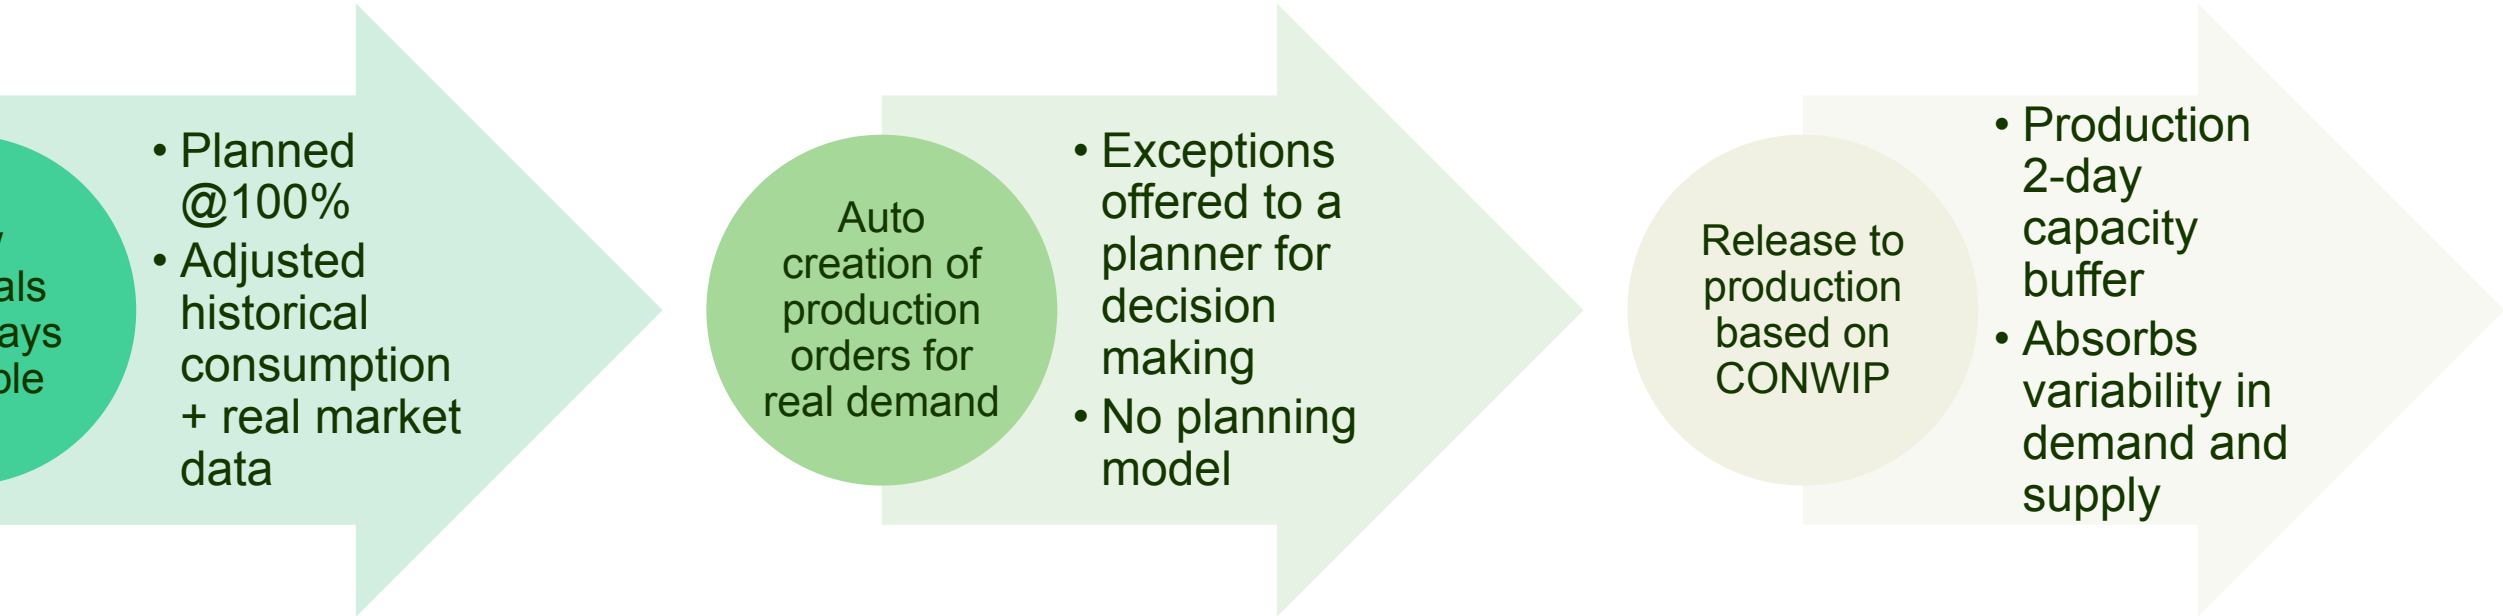 • Planned
@100%
• Adjusted
historical
consumption
+ real market
data
Auto
creation of
production
orders for
real demand
• Exceptions
offered to a
planner for
decision
making
• No planning
model
Release to
production
based on
CONWIP
• Production
2-day
capacity
buffer
• Absorbs
variability in
demand and
supply